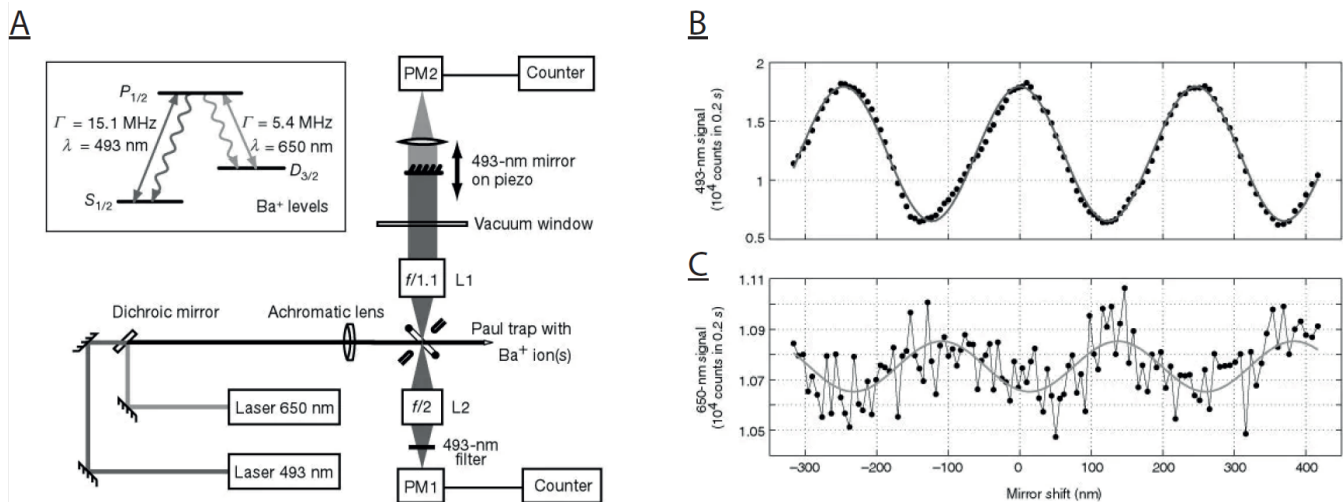 A
P1/2
Γ = 15.1 MHz
λ = 493 nm
Γ = 5.4 MHz
λ = 650 nm
D3/2
S1/2
Ba+ levels
PM2
Counter
493-nm mirror
on piezo
Vacuum window
f/1.1
L1
Dichroic mirror
Achromatic lens
Paul trap with
Ba+ ion(s)
Laser 650 nm
Laser 493 nm
f/2
L2
493-nm
filter
PM1
Counter
B
493-nm signal
(10^4 counts in 0.2 s)
2
1.5
1
0.5
C
650-nm signal
(10^4 counts in 0.2 s)
1.11
1.09
1.07
1.05
−300 −200 −100 0 100 200 300 400
Mirror shift (nm)